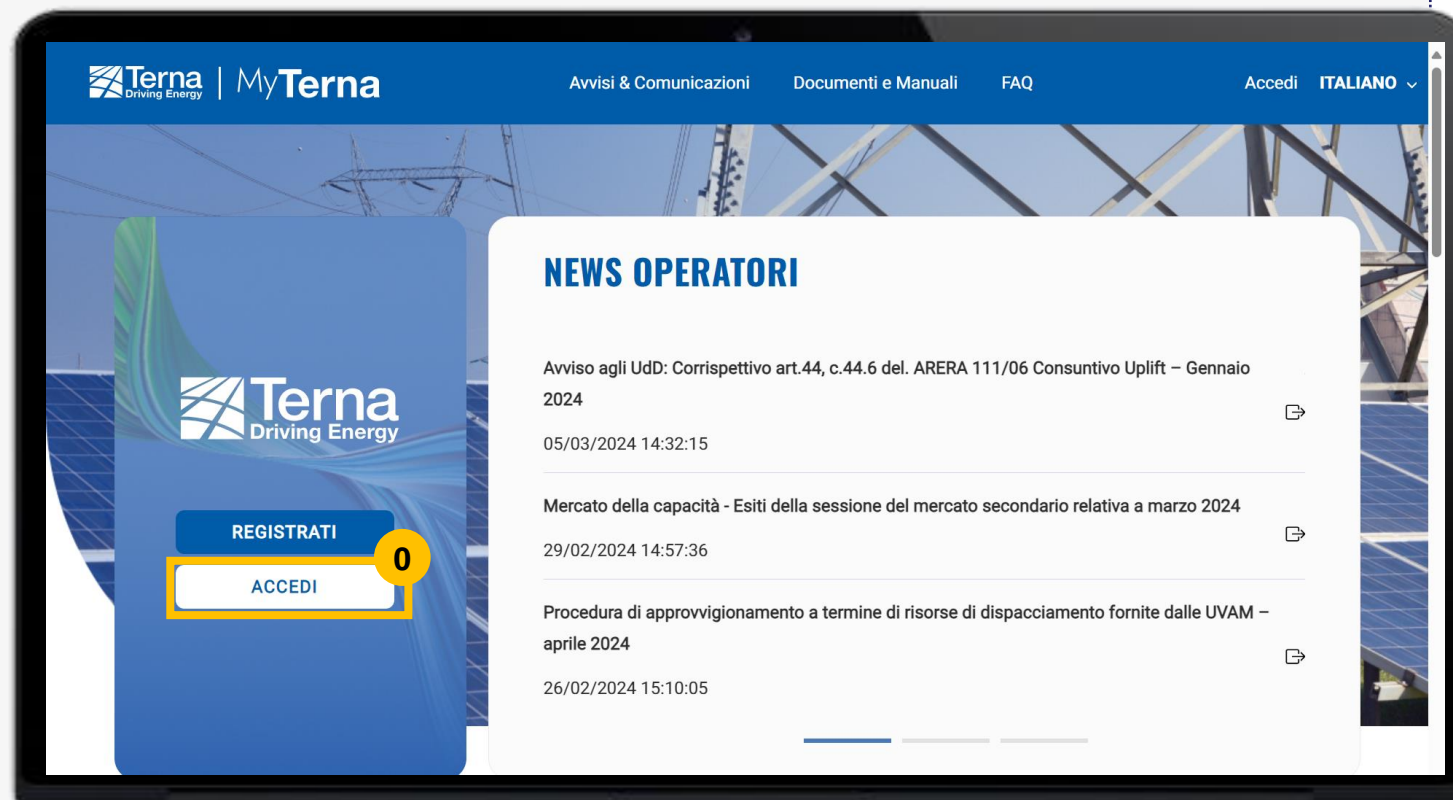 Terna
Driving Energy
MyTerna
Avvisi & Comunicazioni
Documenti e Manuali
FAQ
Accedi
ITALIANO
NEWS OPERATORI
Avviso agli UdD: Corrispettivo art.44, c.44.6 del. ARERA 111/06 Consuntivo Uplift – Gennaio
2024
05/03/2024 14:32:15
Mercato della capacità - Esiti della sessione del mercato secondario relativa a marzo 2024
29/02/2024 14:57:36
Procedura di approvvigionamento a termine di risorse di dispacciamento fornite dalle UVAM –
aprile 2024
26/02/2024 15:10:05
Terna
Driving Energy
REGISTRATI
0
ACCEDI